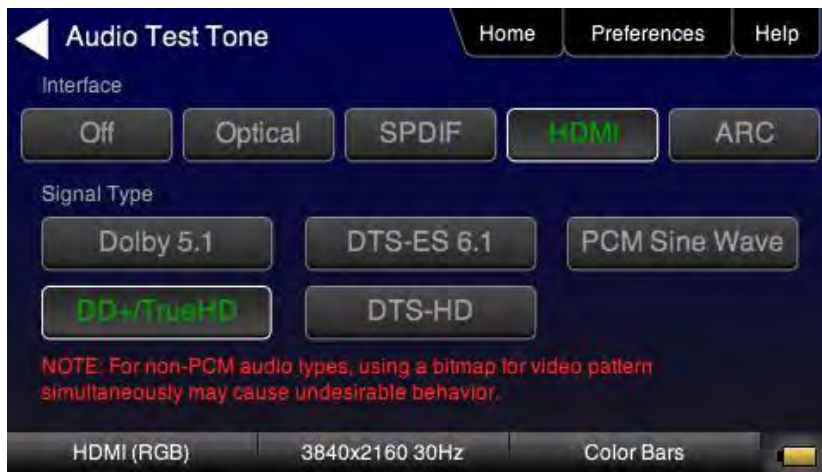 Audio Test Tone Home Preferences Help
Interface
Off Optical SPDIF HDMI ARC
Signal Type
Dolby 5.1 DTS-ES 6.1 PCM Sine Wave
DD+/TrueHD DTS-HD
NOTE: For non-PCM audio types, using a bitmap for video pattern
simultaneously may cause undesirable behavior.
HDMI (RGB) 3840x2160 30Hz Color Bars